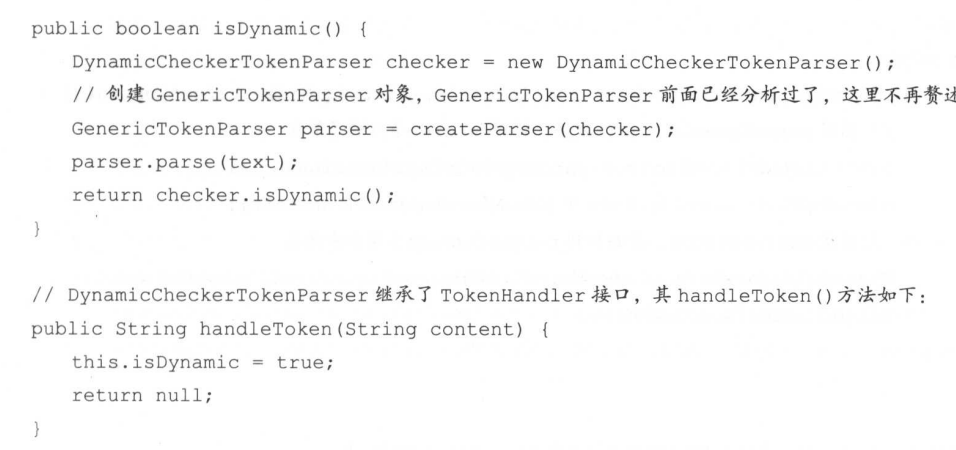 public boolean isDynamic() {
DynamicCheckerTokenParser checker = new DynamicCheckerTokenParser();
// 创建 GenericTokenParser 对象，GenericTokenParser 前面已经分析过了，这里不再赘述
GenericTokenParser parser = createParser(checker);
parser.parse(text);
return checker.isDynamic();
}
// DynamicCheckerTokenParser 继承了 TokenHandler 接口，其 handleToken()方法如下：
public String handleToken(String content) {
this.isDynamic = true;
return null;
}